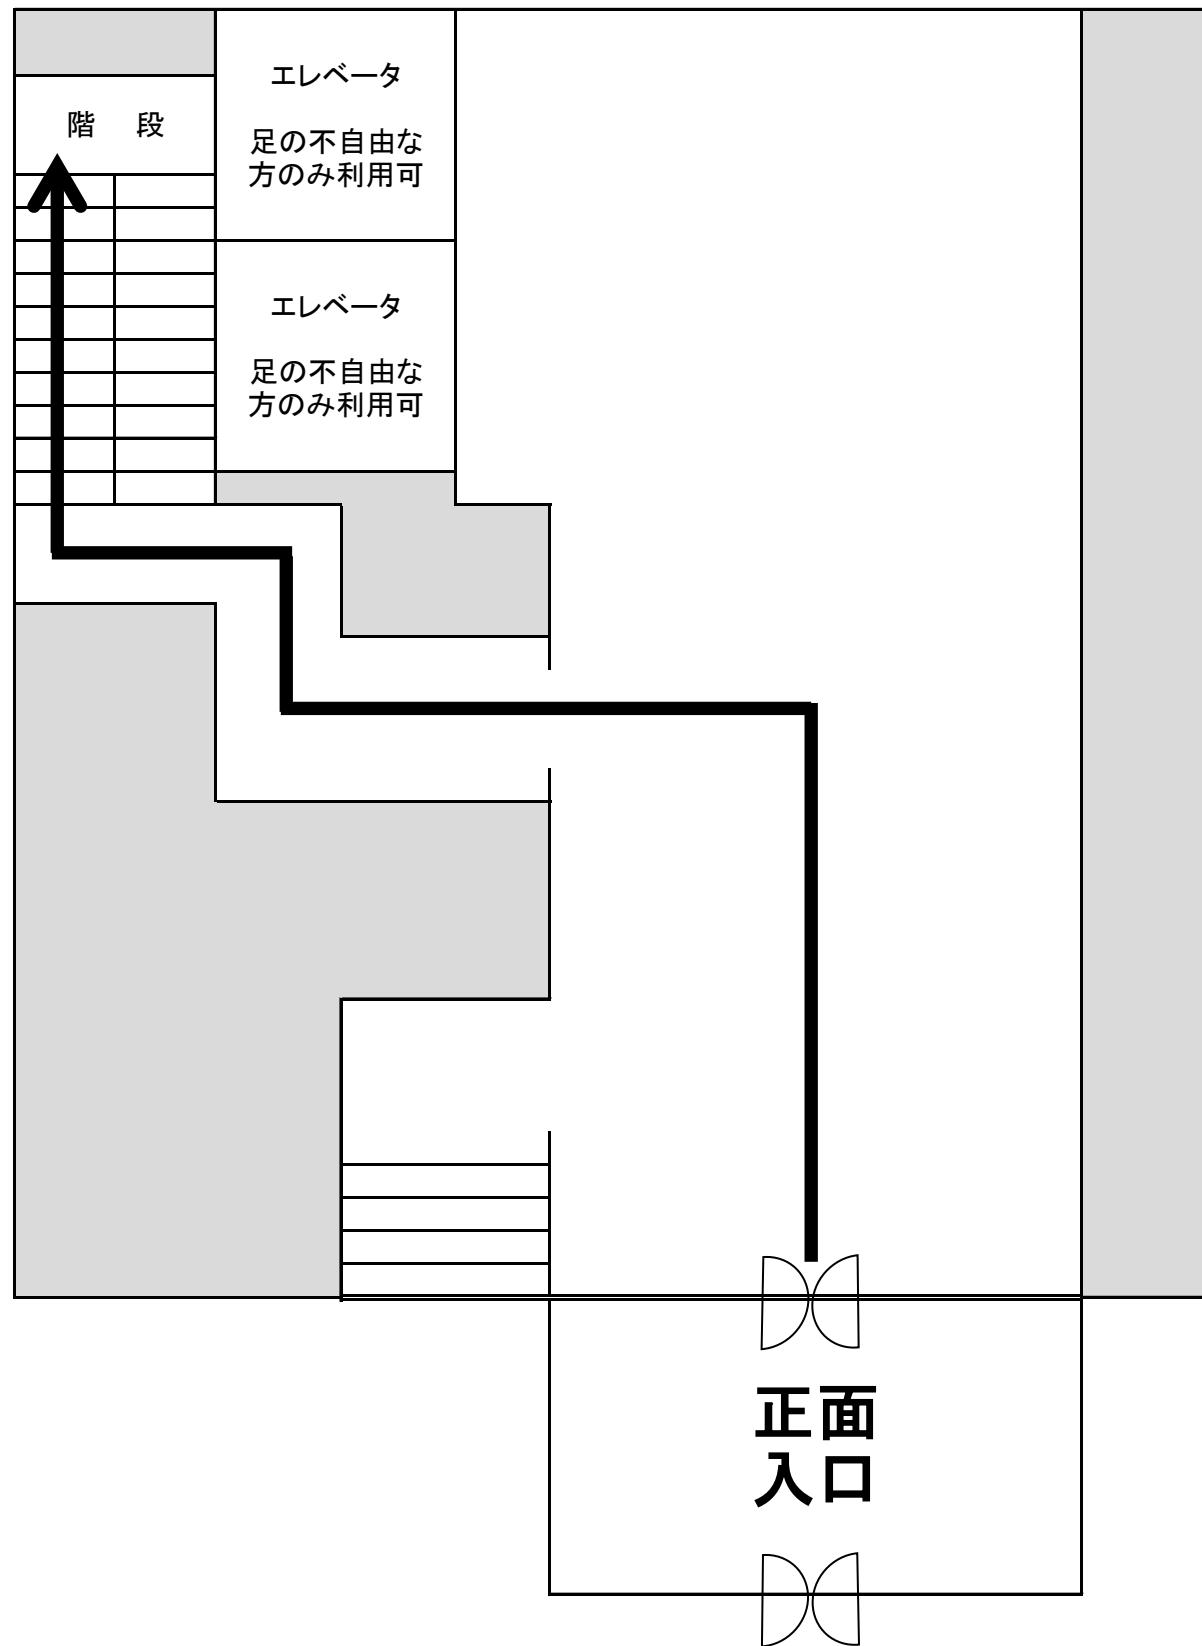 エレベータ
足の不自由な
方のみ利用可
階　段
エレベータ
足の不自由な
方のみ利用可
正面
入口